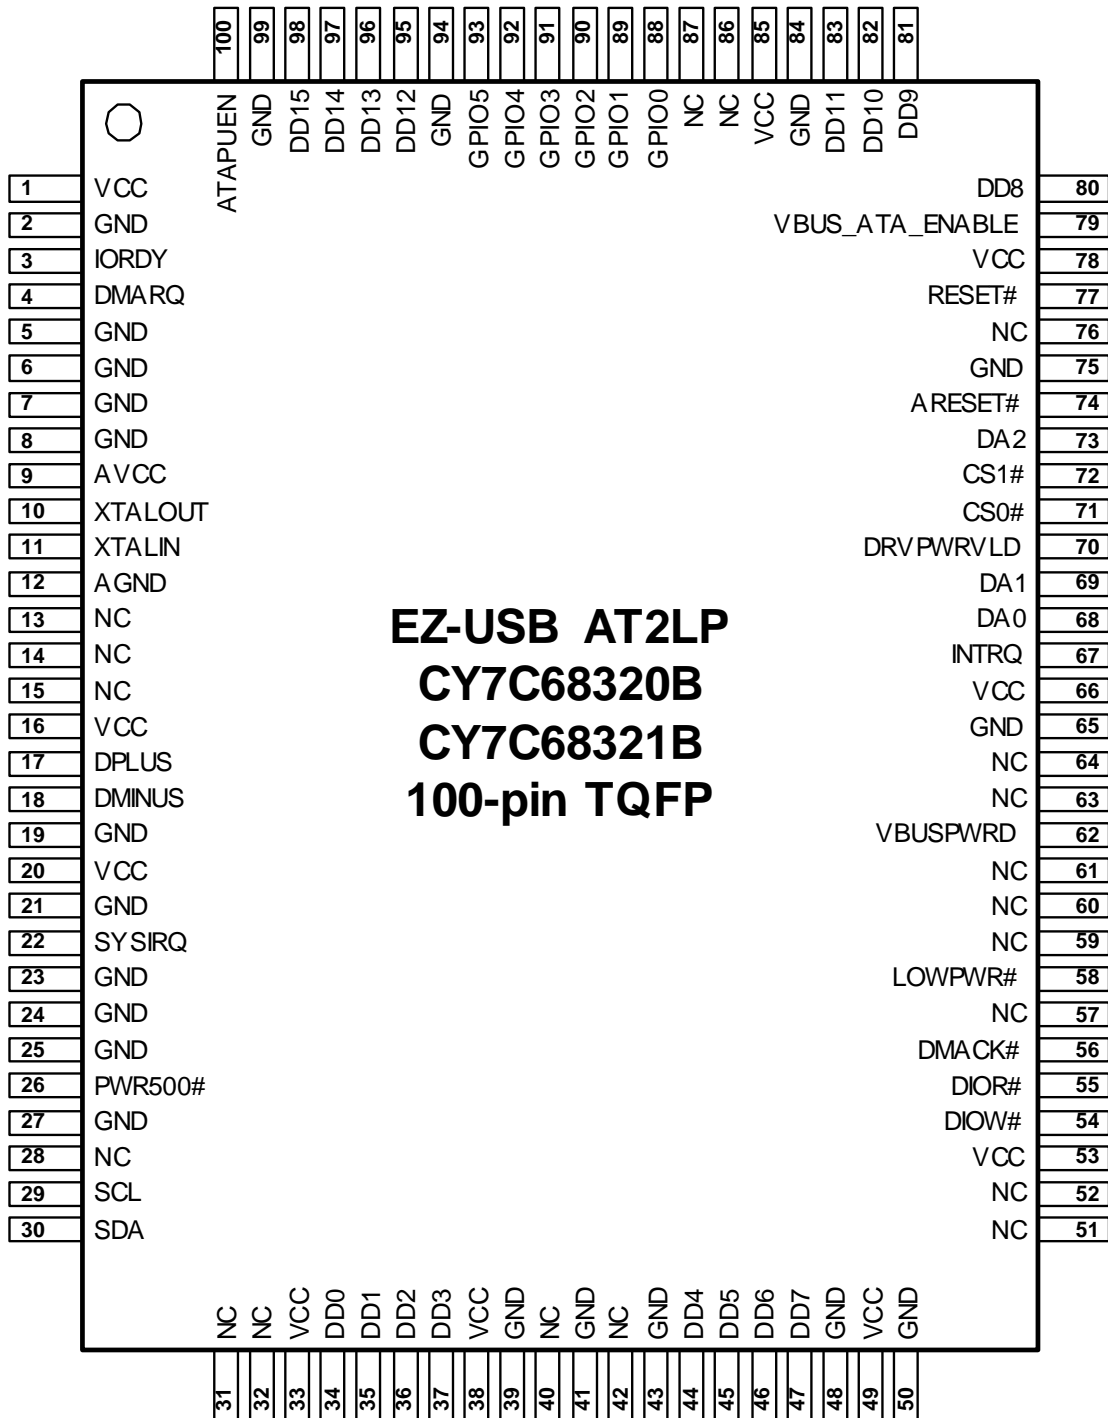 100 99 98 97 96 95 94 93 92 91 90 89 88 87 86 85 84 83 82 81
ATAPUEN GND DD15 DD14 DD13 DD12 GND GPIO5 GPIO4 GPIO3 GPIO2 GPIO1 GPIO0 NC NC VCC GND DD11 DD10 DD9
1 VCC DD8 80
2 GND VBUS_ATA_ENABLE 79
3 IORDY VCC 78
4 DMARQ RESET# 77
5 GND NC 76
6 GND GND 75
7 GND ARESET# 74
8 GND DA2 73
9 AVCC CS1# 72
10 XTALOUT CS0# 71
11 XTALIN DRVPWRVLD 70
12 AGND DA1 69
13 NC DA0 68
14 NC INTRQ 67
15 NC VCC 66
16 VCC GND 65
17 DPLUS NC 64
18 DMINUS NC 63
19 GND VBUSPWRD 62
20 VCC NC 61
21 GND NC 60
22 SYSIRQ NC 59
23 GND LOWPWR# 58
24 GND NC 57
25 GND DMACK# 56
26 PWR500# DIOR# 55
27 GND DIOW# 54
28 NC VCC 53
29 SCL NC 52
30 SDA NC 51
EZ-USB AT2LP
CY7C68320B
CY7C68321B
100-pin TQFP
NC NC VCC DD0 DD1 DD2 DD3 VCC GND NC GND NC GND DD4 DD5 DD6 DD7 GND VCC GND
31 32 33 34 35 36 37 38 39 40 41 42 43 44 45 46 47 48 49 50